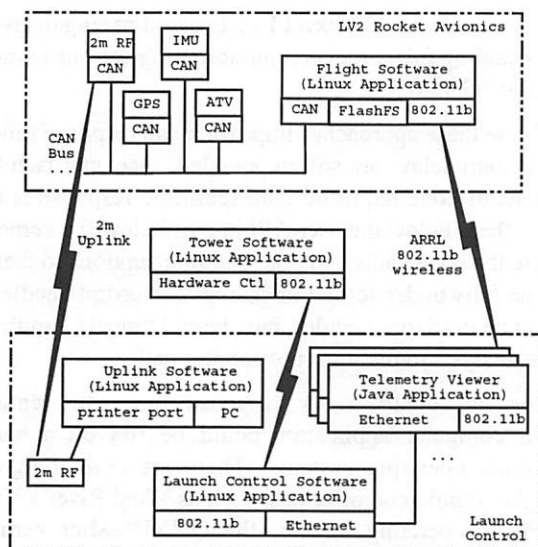 LV2 Rocket Avionics
2m RF
CAN
IMU
CAN
GPS
CAN
ATV
CAN
Flight Software
(Linux Application)
CAN
FlashFS
802.11b
CAN
bus
2m
Uplink
Tower Software
(Linux Application)
Hardware Ctl
802.11b
ARRL
802.11b
wireless
Uplink Software
(Linux Application)
printer port
PC
2m RF
Telemetry Viewer
(Java Application)
Ethernet
802.11b
...
Launch Control Software
(Linux Application)
802.11b
Ethernet
Launch
Control